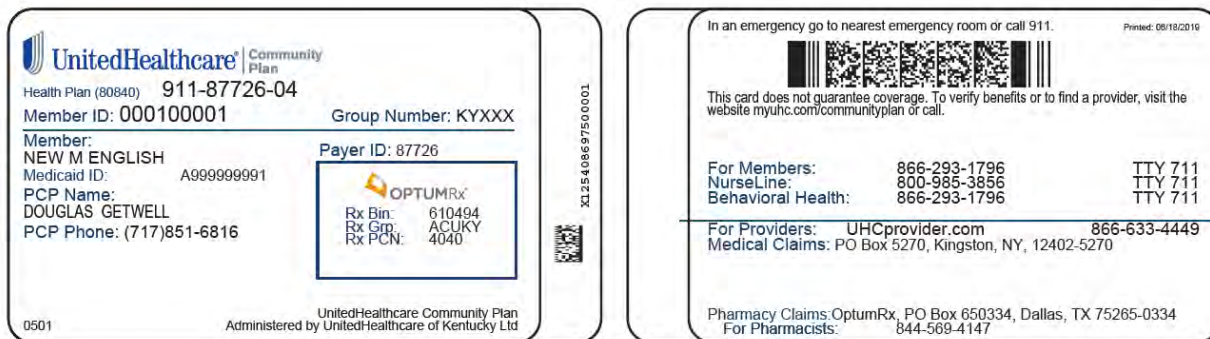 UnitedHealthcare® Community Plan
Health Plan (80840) 911-87726-04
Member ID: 000100001 Group Number: KYXXX
Member:
NEW M ENGLISH
Medicaid ID: A999999991
PCP Name:
DOUGLAS GETWELL
PCP Phone: (717)851-6816
Payer ID: 87726
OPTUMRx®
Rx Bin: 610494
Rx Grp: ACUKY
Rx PCN: 4040
0501
UnitedHealthcare Community Plan
Administered by UnitedHealthcare of Kentucky Ltd
X12540869750 0001
In an emergency go to nearest emergency room or call 911. Printed: 06/18/2019
This card does not guarantee coverage. To verify benefits or to find a provider, visit the
website myuhc.com/communityplan or call.
For Members: 866-293-1796 TTY 711
NurseLine: 800-985-3856 TTY 711
Behavioral Health: 866-293-1796 TTY 711
For Providers: UHCprovider.com 866-633-4449
Medical Claims: PO Box 5270, Kingston, NY, 12402-5270
Pharmacy Claims:OptumRx, PO Box 650334, Dallas, TX 75265-0334
For Pharmacists: 844-569-4147